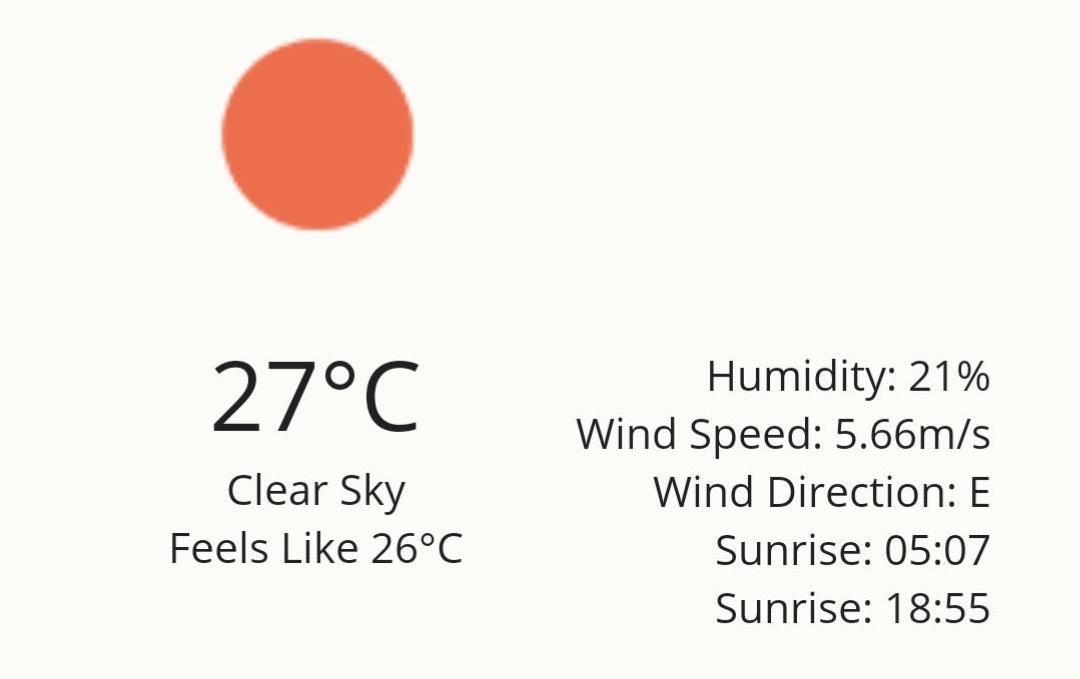 27°C
Clear Sky
Feels Like 26°C
Humidity: 21%
Wind Speed: 5.66m/s
Wind Direction: E
Sunrise: 05:07
Sunrise: 18:55